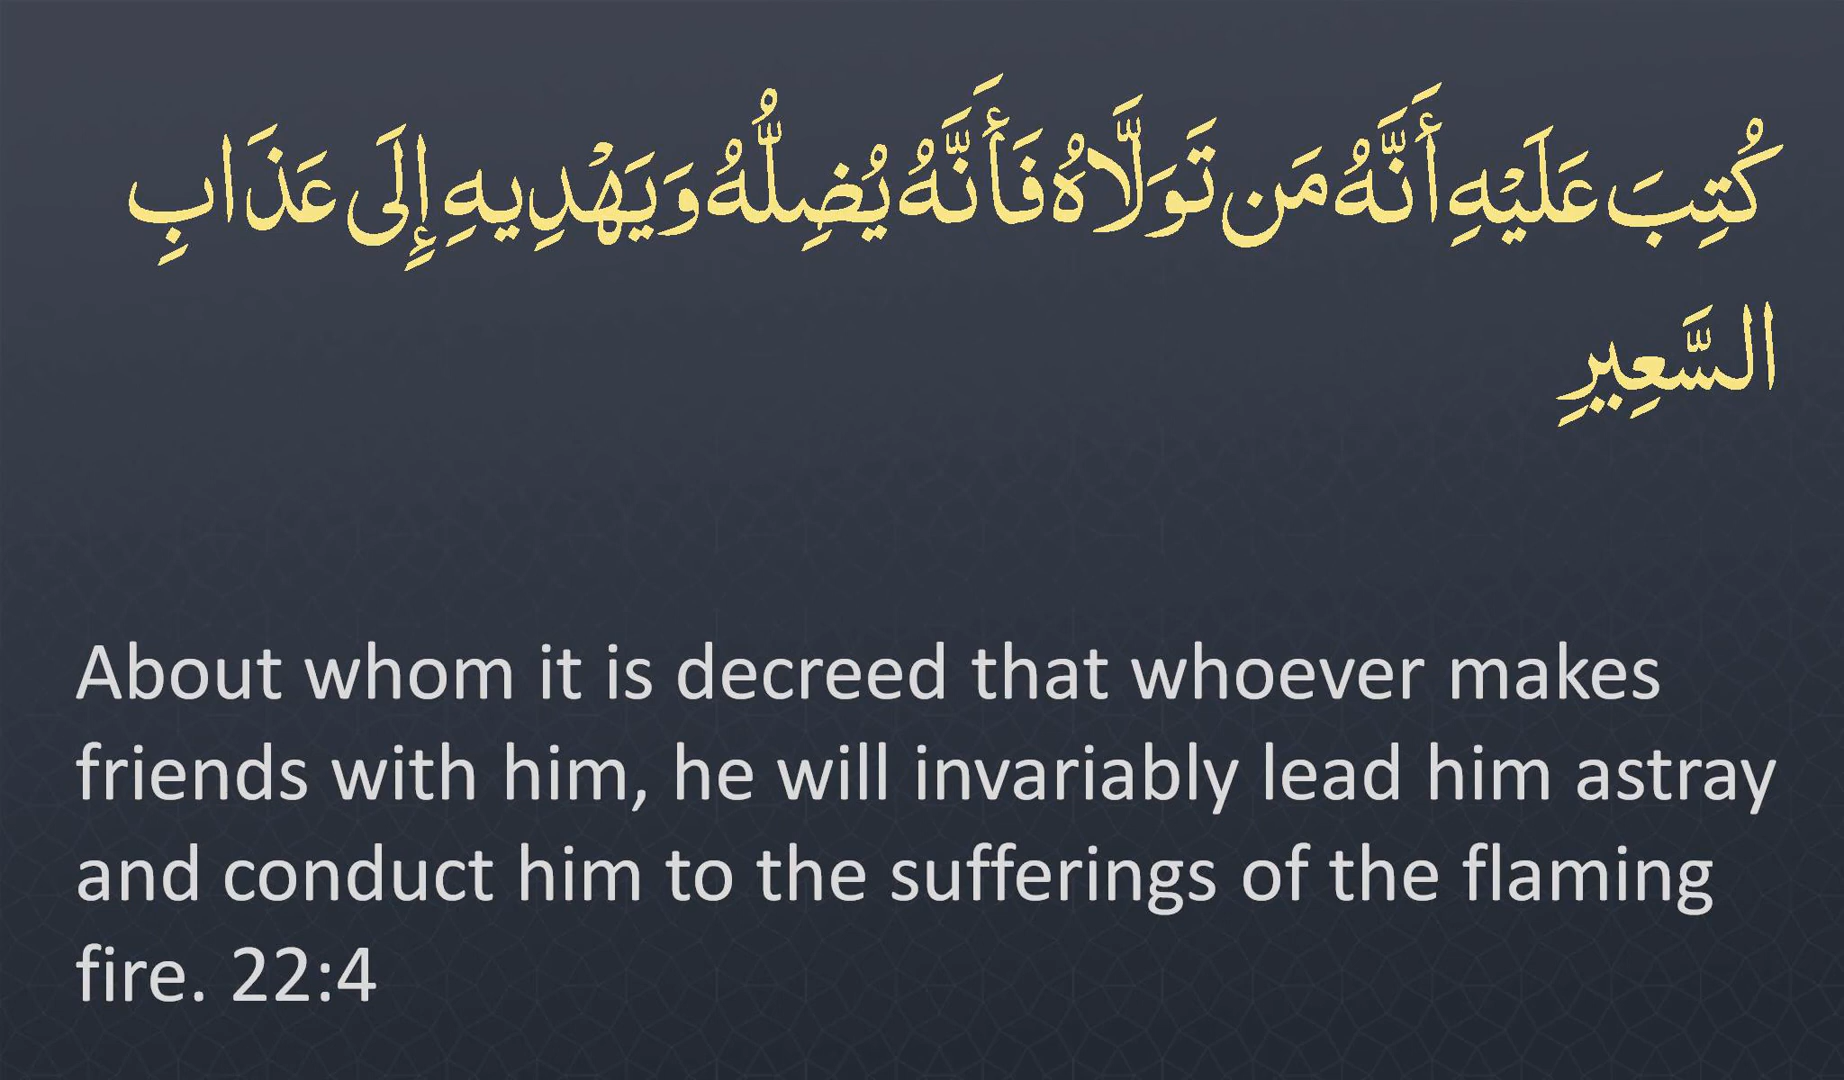 كُتِبَ عَلَيْهِ أَنَّهُ مَن تَوَلَّاهُ فَأَنَّهُ يُضِلُّهُ وَيَهْدِيهِ إِلَى عَذَابِ
السَّعِيرِ
About whom it is decreed that whoever makes
friends with him, he will invariably lead him astray
and conduct him to the sufferings of the flaming
fire. 22:4